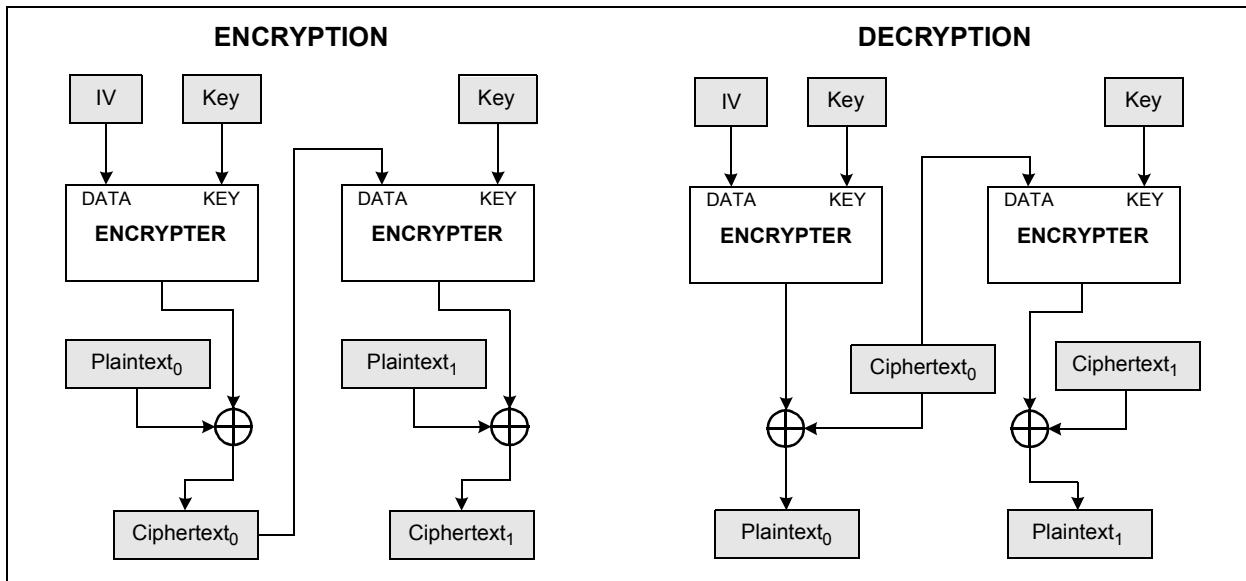 ENCRYPTION
IV
Key
Key
DATA KEY
ENCRYPTER
DATA KEY
ENCRYPTER
Plaintext0
Plaintext1
Ciphertext0
Ciphertext1
DECRYPTION
IV
Key
Key
DATA KEY
ENCRYPTER
DATA KEY
ENCRYPTER
Ciphertext0
Ciphertext1
Plaintext0
Plaintext1